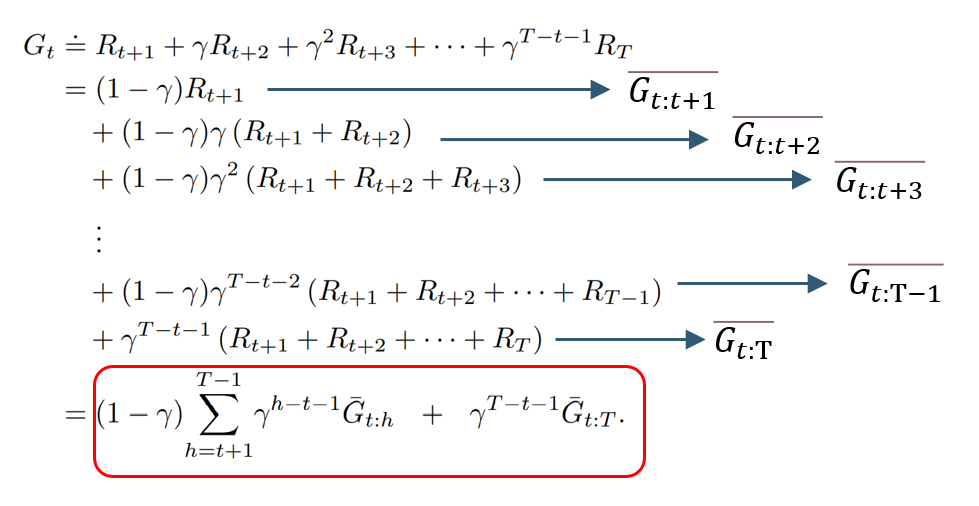 G_t ≐ R_{t+1} + γR_{t+2} + γ^2 R_{t+3} + ⋯ + γ^{T−t−1} R_T
= (1 − γ)R_{t+1} \overline{G_{t:t+1}}
+ (1 − γ)γ (R_{t+1} + R_{t+2}) \overline{G_{t:t+2}}
+ (1 − γ)γ^2 (R_{t+1} + R_{t+2} + R_{t+3}) \overline{G_{t:t+3}}
⋮
+ (1 − γ)γ^{T−t−2} (R_{t+1} + R_{t+2} + ⋯ + R_{T−1}) \overline{G_{t:T−1}}
+ γ^{T−t−1} (R_{t+1} + R_{t+2} + ⋯ + R_T) \overline{G_{t:T}}
= (1 − γ) \sum_{h=t+1}^{T−1} γ^{h−t−1} \bar{G}_{t:h} + γ^{T−t−1} \bar{G}_{t:T}.